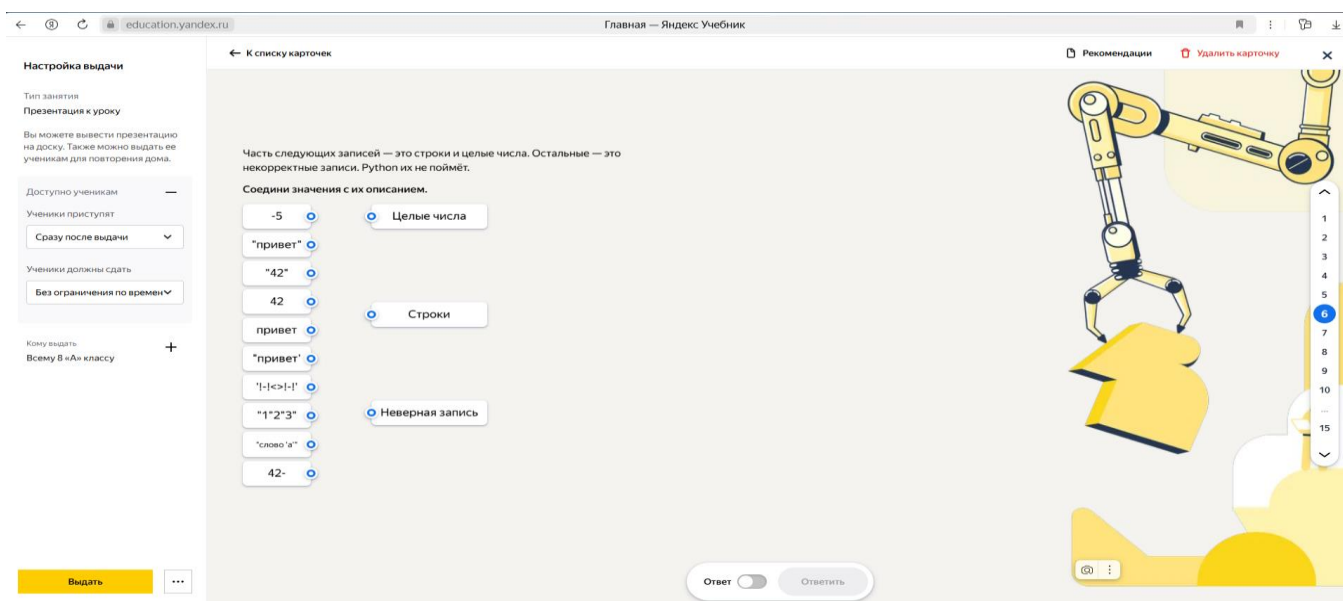 education.yandex.ru
Главная — Яндекс Учебник
Настройка выдачи
Тип занятия
Презентация к уроку
Вы можете вывести презентацию
на доску. Также можно выдать ее
ученикам для повторения дома.
Доступно ученикам
Ученики приступят
Сразу после выдачи
Ученики должны сдать
Без ограничения по времен
Кому выдать
Всему 8 «А» классу
Выдать
К списку карточек
Рекомендации
Удалить карточку
Часть следующих записей — это строки и целые числа. Остальные — это
некорректные записи. Python их не поймёт.
Соедини значения с их описанием.
-5
"привет"
"42"
42
привет
"привет'
'!-!<>!-!'
"1"2"3"
"слово 'а'"
42-
Целые числа
Строки
Неверная запись
Ответ
Ответить
1
2
3
4
5
6
7
8
9
10
...
15